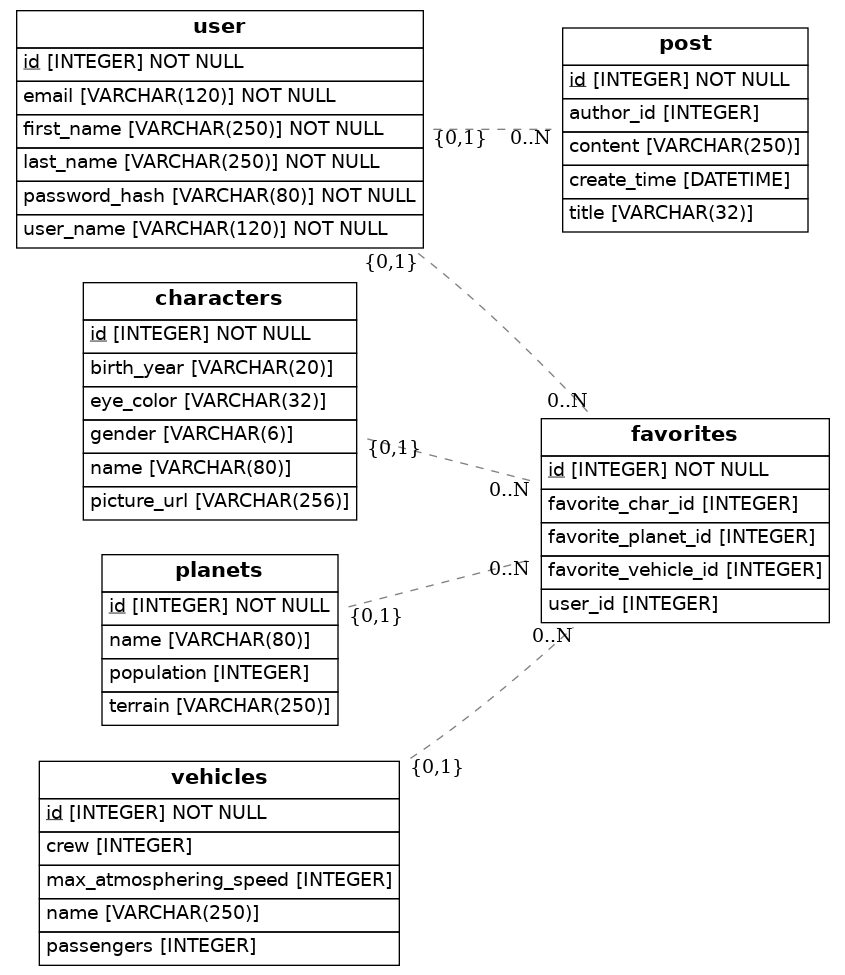 user
id [INTEGER] NOT NULL
email [VARCHAR(120)] NOT NULL
first_name [VARCHAR(250)] NOT NULL
last_name [VARCHAR(250)] NOT NULL
password_hash [VARCHAR(80)] NOT NULL
user_name [VARCHAR(120)] NOT NULL
{0,1}
0..N
post
id [INTEGER] NOT NULL
author_id [INTEGER]
content [VARCHAR(250)]
create_time [DATETIME]
title [VARCHAR(32)]
{0,1}
0..N
characters
id [INTEGER] NOT NULL
birth_year [VARCHAR(20)]
eye_color [VARCHAR(32)]
gender [VARCHAR(6)]
name [VARCHAR(80)]
picture_url [VARCHAR(256)]
{0,1}
0..N
favorites
id [INTEGER] NOT NULL
favorite_char_id [INTEGER]
favorite_planet_id [INTEGER]
favorite_vehicle_id [INTEGER]
user_id [INTEGER]
planets
id [INTEGER] NOT NULL
name [VARCHAR(80)]
population [INTEGER]
terrain [VARCHAR(250)]
0..N
{0,1}
0..N
{0,1}
vehicles
id [INTEGER] NOT NULL
crew [INTEGER]
max_atmosphering_speed [INTEGER]
name [VARCHAR(250)]
passengers [INTEGER]